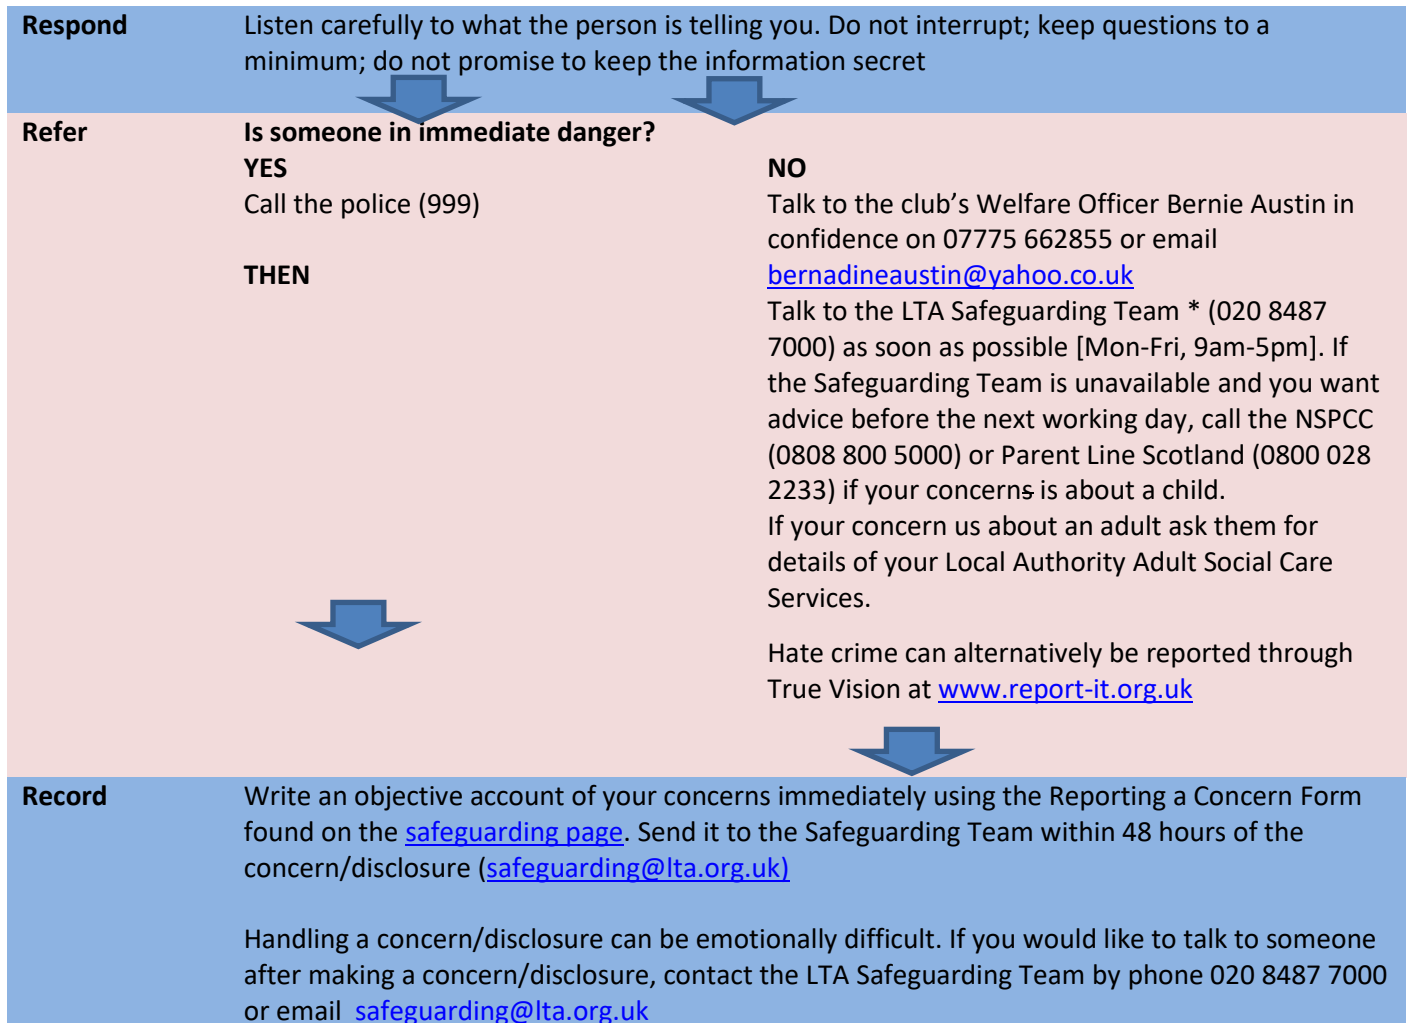 Respond
Listen carefully to what the person is telling you. Do not interrupt; keep questions to a
minimum; do not promise to keep the information secret
Refer
Is someone in immediate danger?
YES
Call the police (999)
THEN
NO
Talk to the club’s Welfare Officer Bernie Austin in
confidence on 07775 662855 or email
bernadineaustin@yahoo.co.uk
Talk to the LTA Safeguarding Team * (020 8487
7000) as soon as possible [Mon-Fri, 9am-5pm]. If
the Safeguarding Team is unavailable and you want
advice before the next working day, call the NSPCC
(0808 800 5000) or Parent Line Scotland (0800 028
2233) if your concerns is about a child.
If your concern us about an adult ask them for
details of your Local Authority Adult Social Care
Services.
Hate crime can alternatively be reported through
True Vision at www.report-it.org.uk
Record
Write an objective account of your concerns immediately using the Reporting a Concern Form
found on the safeguarding page. Send it to the Safeguarding Team within 48 hours of the
concern/disclosure (safeguarding@lta.org.uk)
Handling a concern/disclosure can be emotionally difficult. If you would like to talk to someone
after making a concern/disclosure, contact the LTA Safeguarding Team by phone 020 8487 7000
or email safeguarding@lta.org.uk